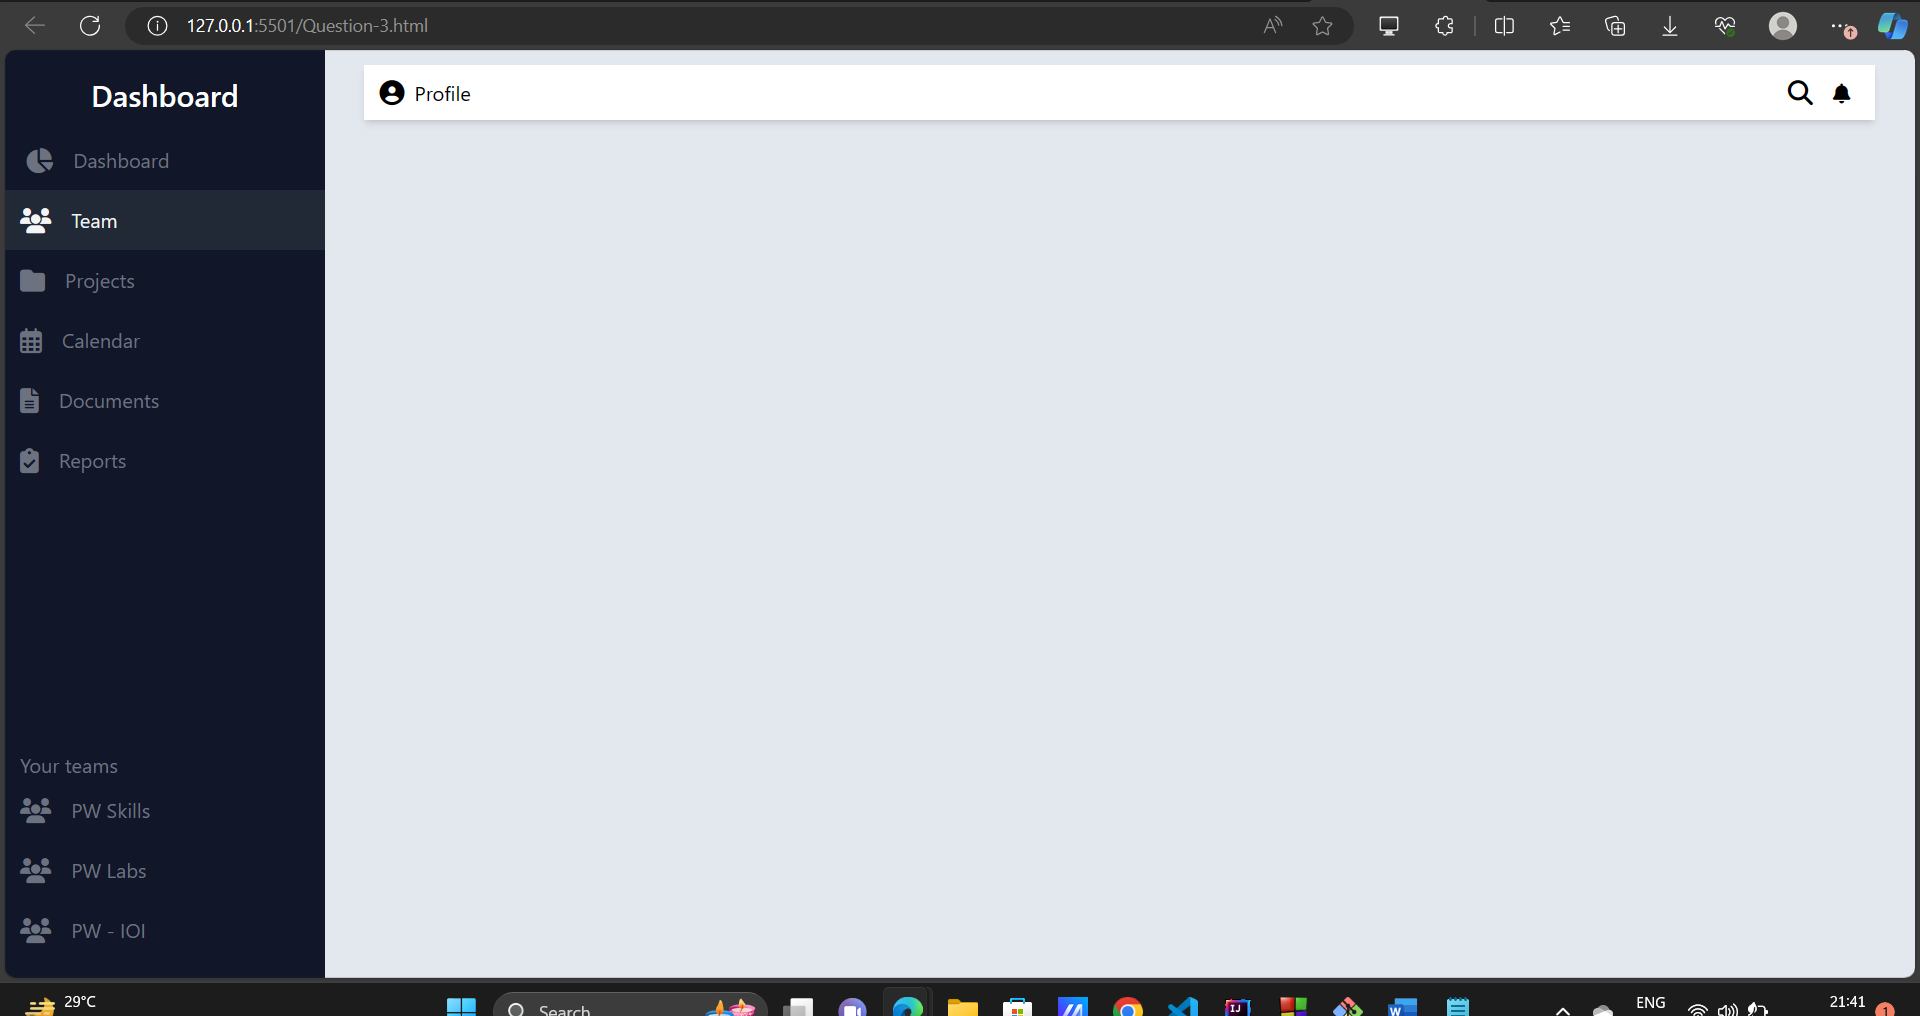 127.0.0.1:5501/Question-3.html
Dashboard
Profile
Dashboard
Team
Projects
Calendar
Documents
Reports
Your teams
PW Skills
PW Labs
PW - IOI
29°C
Search
ENG
21:41
1